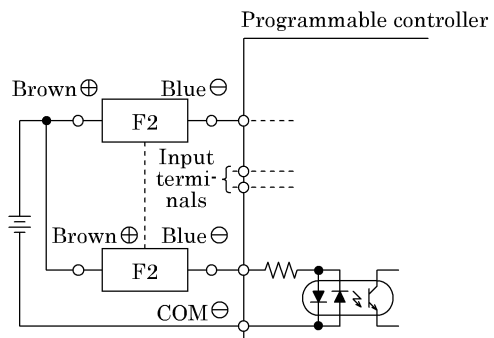 Programmable controller
Brown ⊕
Blue ⊖
F2
Input
termi-
nals
Brown ⊕
Blue ⊖
F2
COM ⊖